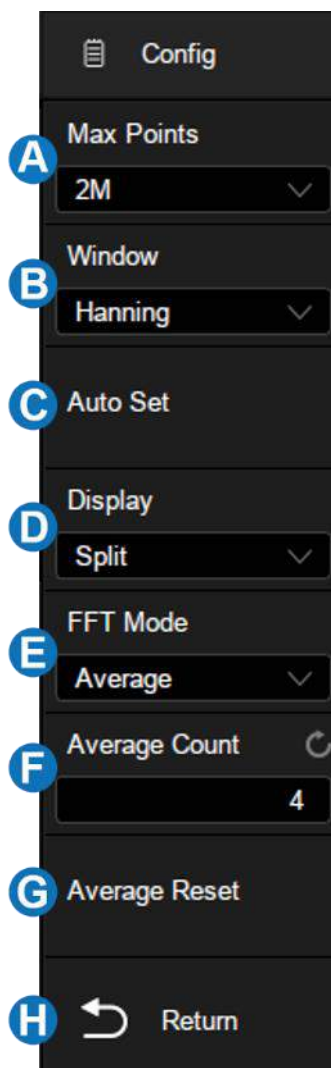 Config
A
Max Points
2M
B
Window
Hanning
C
Auto Set
D
Display
Split
E
FFT Mode
Average
F
Average Count
4
G
Average Reset
H
Return